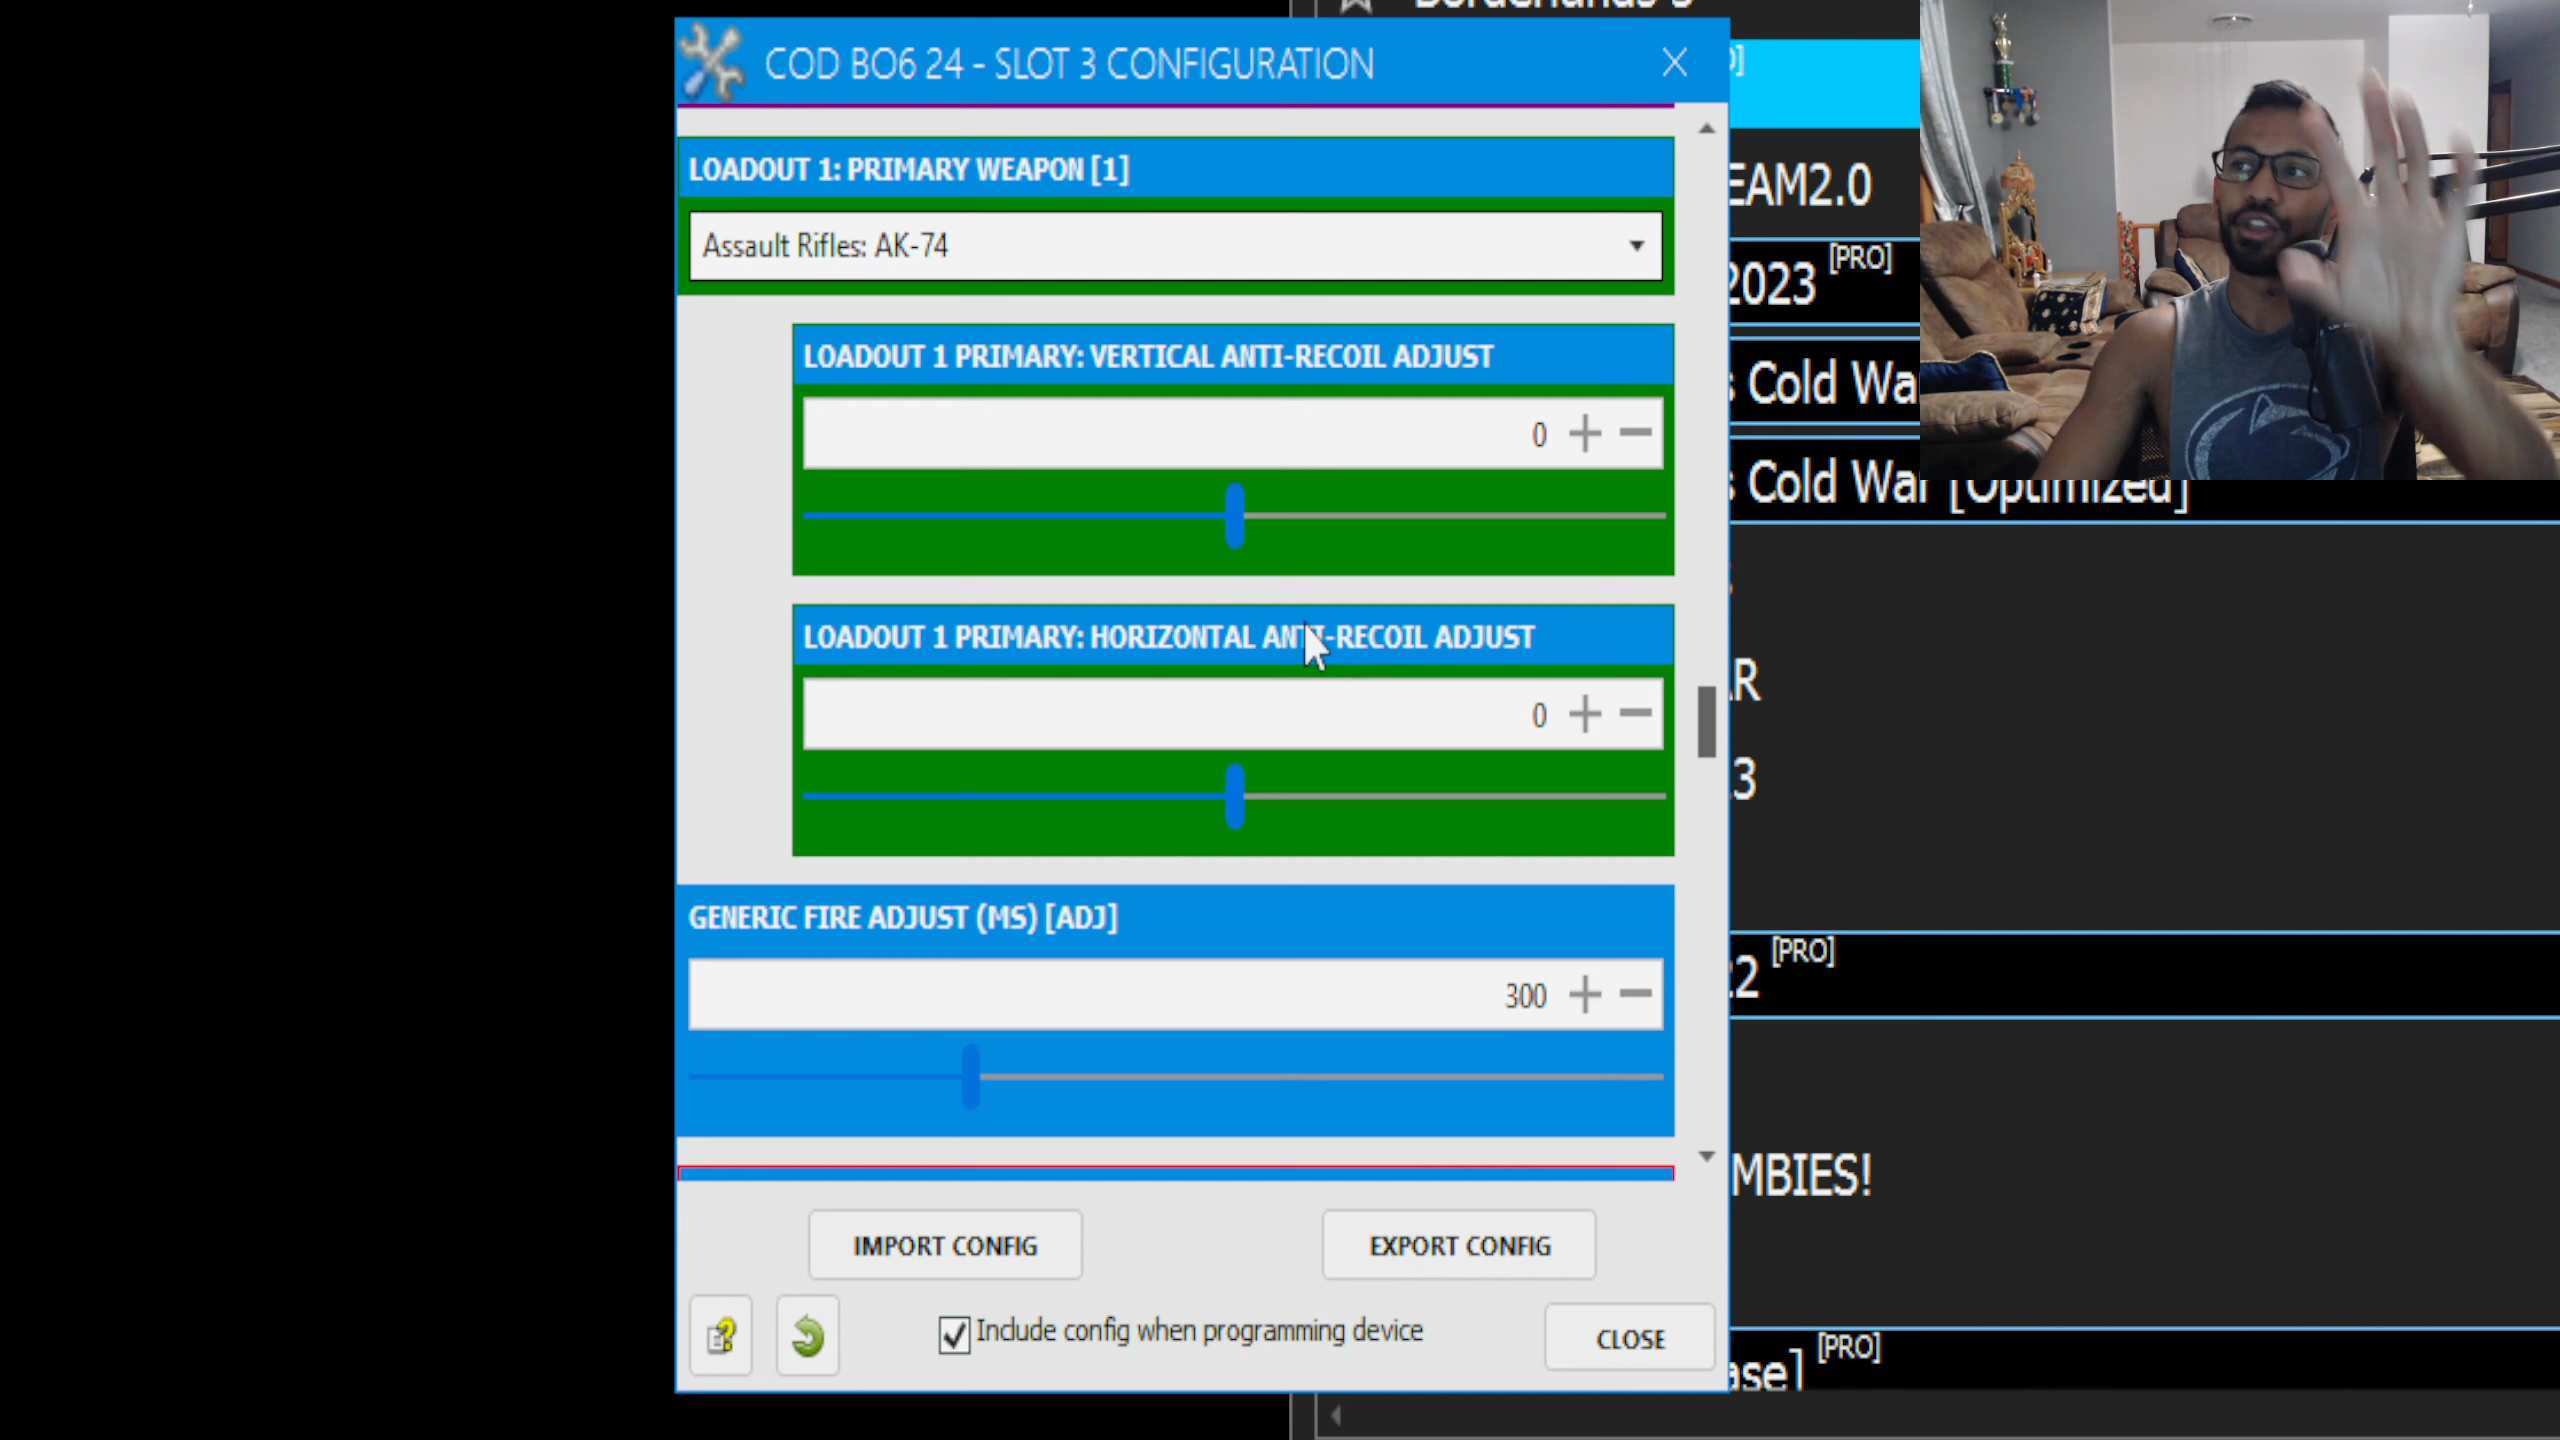 COD BO6 24 - SLOT 3 CONFIGURATION
LOADOUT 1: PRIMARY WEAPON [1]
Assault Rifles: AK-74
LOADOUT 1 PRIMARY: VERTICAL ANTI-RECOIL ADJUST
0
LOADOUT 1 PRIMARY: HORIZONTAL ANTI-RECOIL ADJUST
0
GENERIC FIRE ADJUST (MS) [ADJ]
300
IMPORT CONFIG
EXPORT CONFIG
Include config when programming device
CLOSE
Borderlands 3
EAM2.0
2023 [PRO]
s Cold Wa
s Cold War [Optimized]
R
3
2 [PRO]
MBIES!
ase] [PRO]